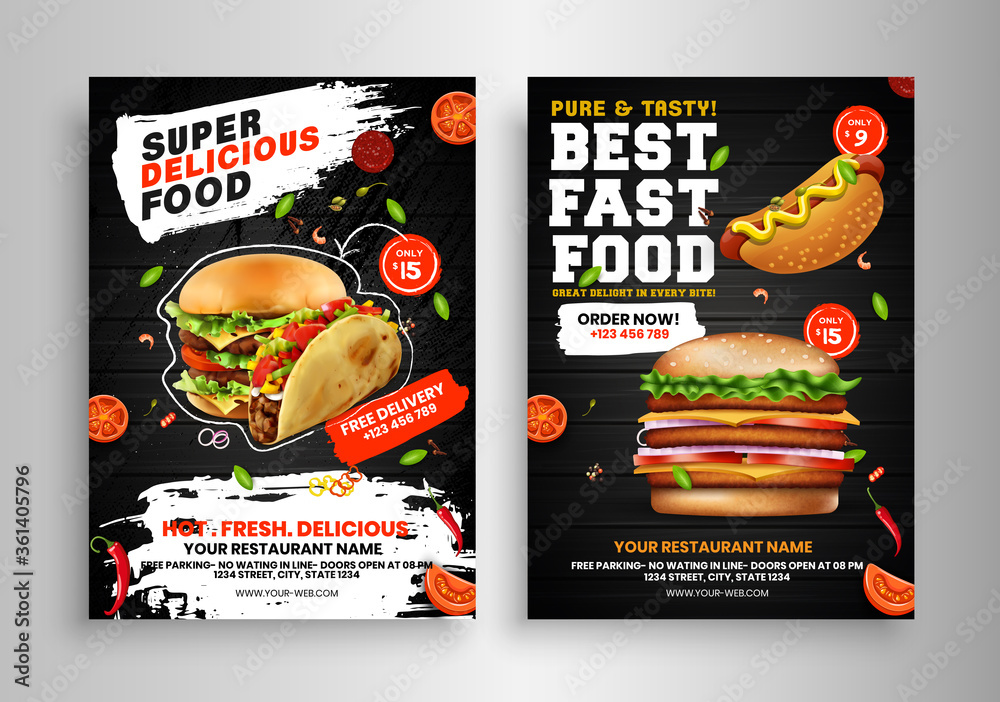 SUPER
DELICIOUS
FOOD
ONLY
$15
FREE DELIVERY
+123 456 789
HOT . FRESH. DELICIOUS
YOUR RESTAURANT NAME
FREE PARKING- NO WATING IN LINE- DOORS OPEN AT 08 PM
1234 STREET, CITY, STATE 1234
WWW.YOUR-WEB.COM
PURE & TASTY!
BEST
FAST
FOOD
GREAT DELIGHT IN EVERY BITE!
ONLY
$9
ORDER NOW!
+123 456 789
ONLY
$15
YOUR RESTAURANT NAME
FREE PARKING- NO WATING IN LINE- DOORS OPEN AT 08 PM
1234 STREET, CITY, STATE 1234
WWW.YOUR-WEB.COM
Adobe Stock | #361405796